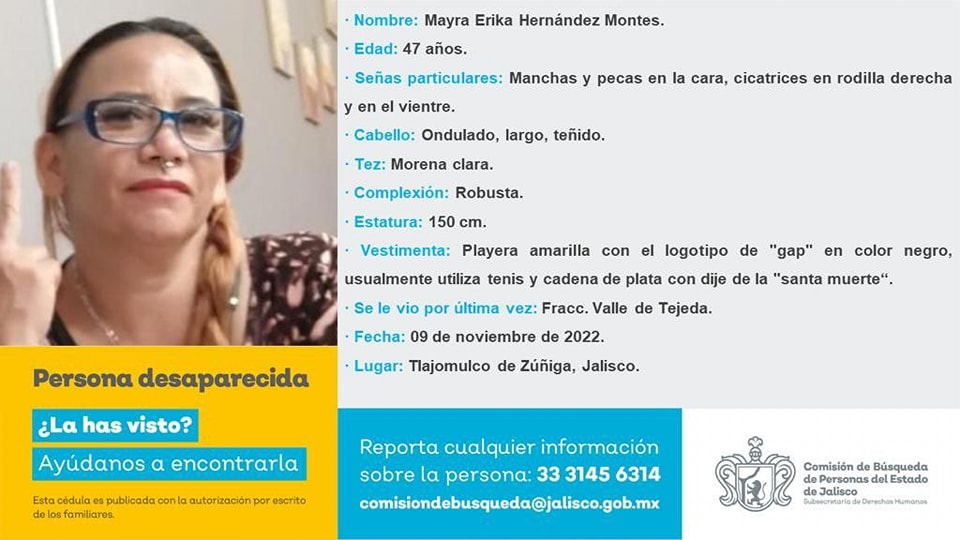 · Nombre: Mayra Erika Hernández Montes.
· Edad: 47 años.
· Señas particulares: Manchas y pecas en la cara, cicatrices en rodilla derecha
y en el vientre.
· Cabello: Ondulado, largo, teñido.
· Tez: Morena clara.
· Complexión: Robusta.
· Estatura: 150 cm.
· Vestimenta: Playera amarilla con el logotipo de "gap" en color negro,
usualmente utiliza tenis y cadena de plata con dije de la "santa muerte“.
· Se le vio por última vez: Fracc. Valle de Tejeda.
· Fecha: 09 de noviembre de 2022.
· Lugar: Tlajomulco de Zúñiga, Jalisco.
Persona desaparecida
¿La has visto?
Ayúdanos a encontrarla
Esta cédula es publicada con la autorización por escrito
de los familiares.
Reporta cualquier información
sobre la persona: 33 3145 6314
comisiondebusqueda@jalisco.gob.mx
Comisión de Búsqueda
de Personas del Estado
de Jalisco
Subsecretaría de Derechos Humanos